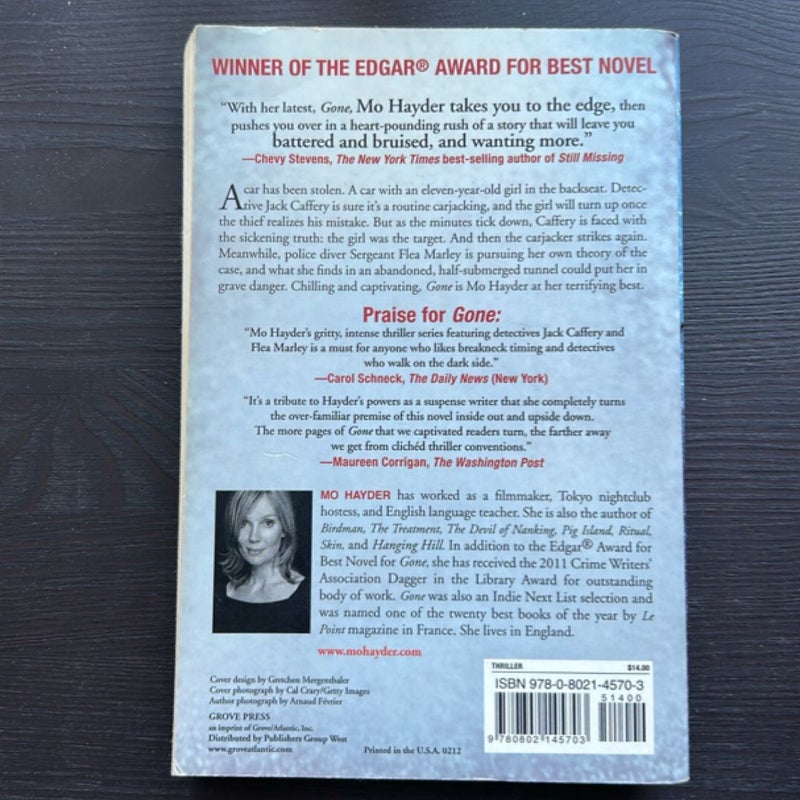 WINNER OF THE EDGAR® AWARD FOR BEST NOVEL
“With her latest, Gone, Mo Hayder takes you to the edge, then
pushes you over in a heart-pounding rush of a story that will leave you
battered and bruised, and wanting more.”
—Chevy Stevens, The New York Times best-selling author of Still Missing
A car has been stolen. A car with an eleven-year-old girl in the backseat. Detec-
tive Jack Caffery is sure it’s a routine carjacking, and the girl will turn up once
the thief realizes his mistake. But as the minutes tick down, Caffery is faced with
the sickening truth: the girl was the target. And then the carjacker strikes again.
Meanwhile, police diver Sergeant Flea Marley is pursuing her own theory of the
case, and what she finds in an abandoned, half-submerged tunnel could put her in
grave danger. Chilling and captivating, Gone is Mo Hayder at her terrifying best.
Praise for Gone:
“Mo Hayder’s gritty, intense thriller series featuring detectives Jack Caffery and
Flea Marley is a must for anyone who likes breakneck timing and detectives
who walk on the dark side.”
—Carol Schneck, The Daily News (New York)
“It’s a tribute to Hayder’s powers as a suspense writer that she completely turns
the over-familiar premise of this novel inside out and upside down.
The more pages of Gone that we captivated readers turn, the farther away
we get from clichéd thriller conventions.”
—Maureen Corrigan, The Washington Post
MO HAYDER has worked as a filmmaker, Tokyo nightclub
hostess, and English language teacher. She is also the author of
Birdman, The Treatment, The Devil of Nanking, Pig Island, Ritual,
Skin, and Hanging Hill. In addition to the Edgar® Award for
Best Novel for Gone, she has received the 2011 Crime Writers’
Association Dagger in the Library Award for outstanding
body of work. Gone was also an Indie Next List selection and
was named one of the twenty best books of the year by Le
Point magazine in France. She lives in England.
www.mohayder.com
Cover design by Gretchen Mergenthaler
Cover photograph by Cal Crary/Getty Images
Author photograph by Arnaud Février
GROVE PRESS
an imprint of Grove/Atlantic, Inc.
Distributed by Publishers Group West
www.groveatlantic.com
Printed in the U.S.A. 0212
THRILLER $14.00
ISBN 978-0-8021-4570-3
51400
9 780802 145703